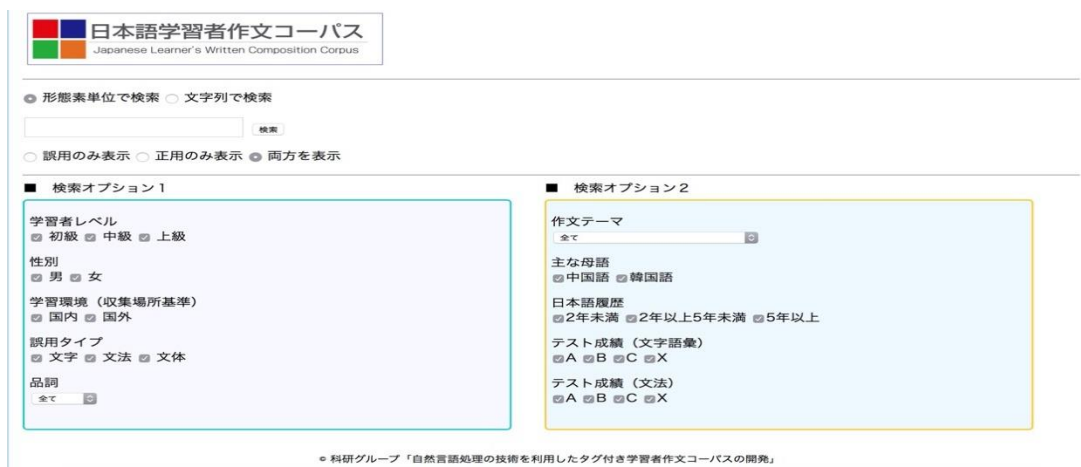 日本語学習者作文コーパス
Japanese Learner's Written Composition Corpus
形態素単位で検索 文字列で検索
検索
誤用のみ表示 正用のみ表示 両方を表示
■ 検索オプション1
学習者レベル
初級 中級 上級
性別
男 女
学習環境（収集場所基準）
国内 国外
誤用タイプ
文字 文法 文体
品詞
全て
■ 検索オプション2
作文テーマ
全て
主な母語
中国語 韓国語
日本語履歴
2年未満 2年以上5年未満 5年以上
テスト成績（文字語彙）
A B C X
テスト成績（文法）
A B C X
© 科研グループ「自然言語処理の技術を利用したタグ付き学習者作文コーパスの開発」